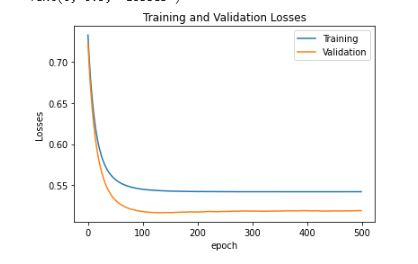 Training and Validation Losses
Training
Validation
0.70
0.65
0.60
0.55
Losses
0
100
200
300
400
500
epoch